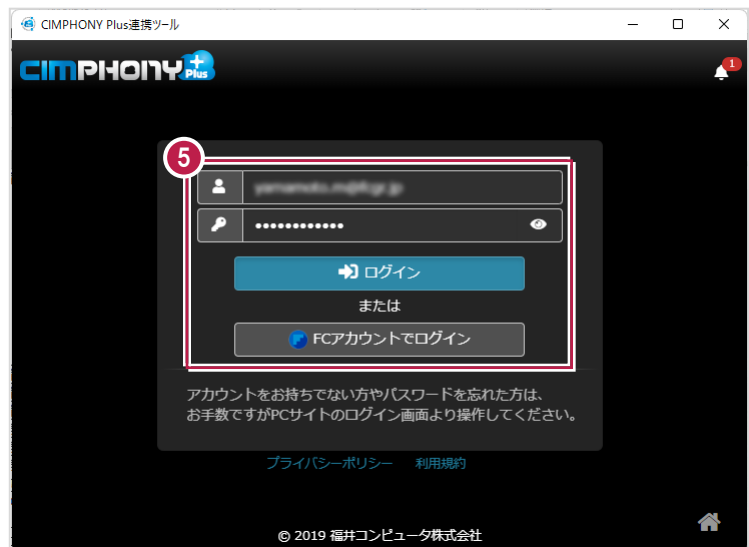 CIMPHONY Plus連携ツール
CIMPHONY Plus
1
5
••••••••••••
ログイン
または
FCアカウントでログイン
アカウントをお持ちでない方やパスワードを忘れた方は、
お手数ですがPCサイトのログイン画面より操作してください。
プライバシーポリシー 利用規約
© 2019 福井コンピュータ株式会社